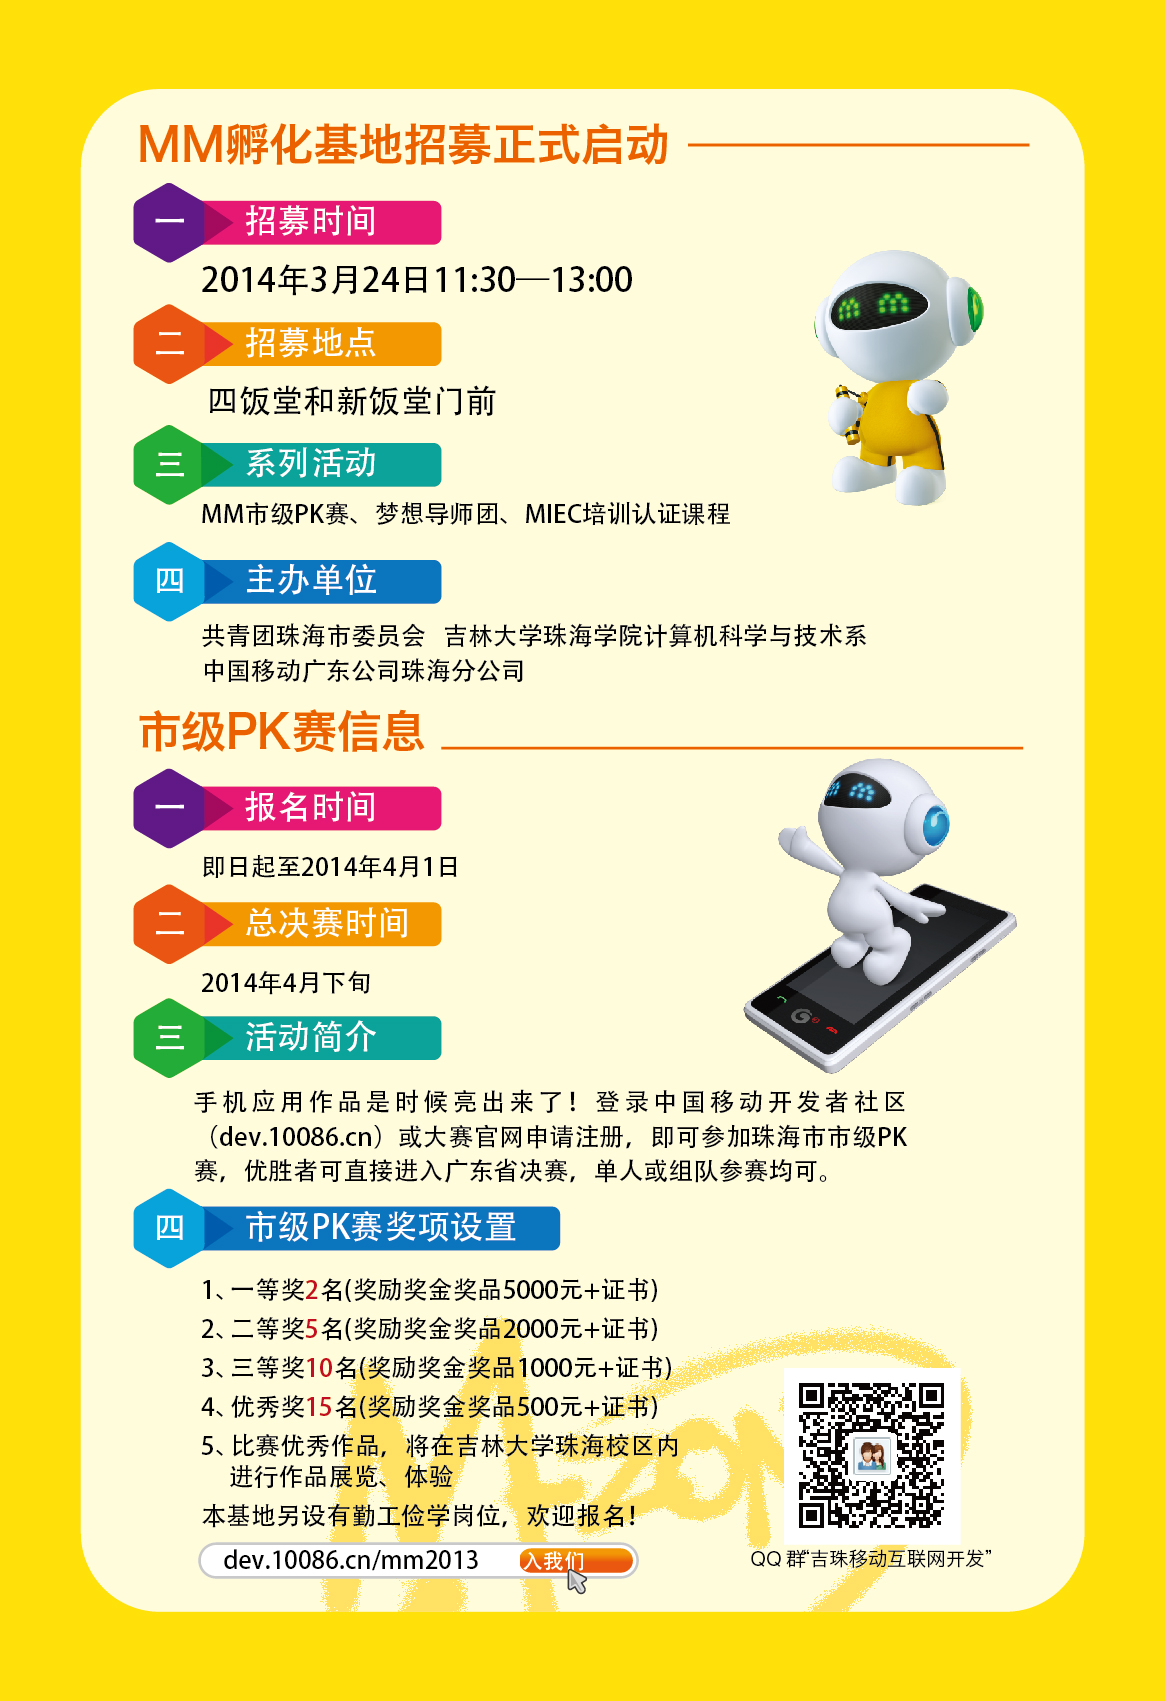 MM孵化基地招募正式启动
一 招募时间
2014年3月24日11:30—13:00
二 招募地点
四饭堂和新饭堂门前
三 系列活动
MM市级PK赛、梦想导师团、MIEC培训认证课程
四 主办单位
共青团珠海市委员会 吉林大学珠海学院计算机科学与技术系
中国移动广东公司珠海分公司
市级PK赛信息
一 报名时间
即日起至2014年4月1日
二 总决赛时间
2014年4月下旬
三 活动简介
手机应用作品是时候亮出来了！登录中国移动开发者社区
（dev.10086.cn）或大赛官网申请注册，即可参加珠海市市级PK
赛，优胜者可直接进入广东省决赛，单人或组队参赛均可。
四 市级PK赛奖项设置
1、一等奖2名(奖励奖金奖品5000元+证书)
2、二等奖5名(奖励奖金奖品2000元+证书)
3、三等奖10名(奖励奖金奖品1000元+证书)
4、优秀奖15名(奖励奖金奖品500元+证书)
5、比赛优秀作品，将在吉林大学珠海校区内
进行作品展览、体验
本基地另设有勤工俭学岗位，欢迎报名！
dev.10086.cn/mm2013 入我们
QQ 群“吉珠移动互联网开发”
M-ZONE